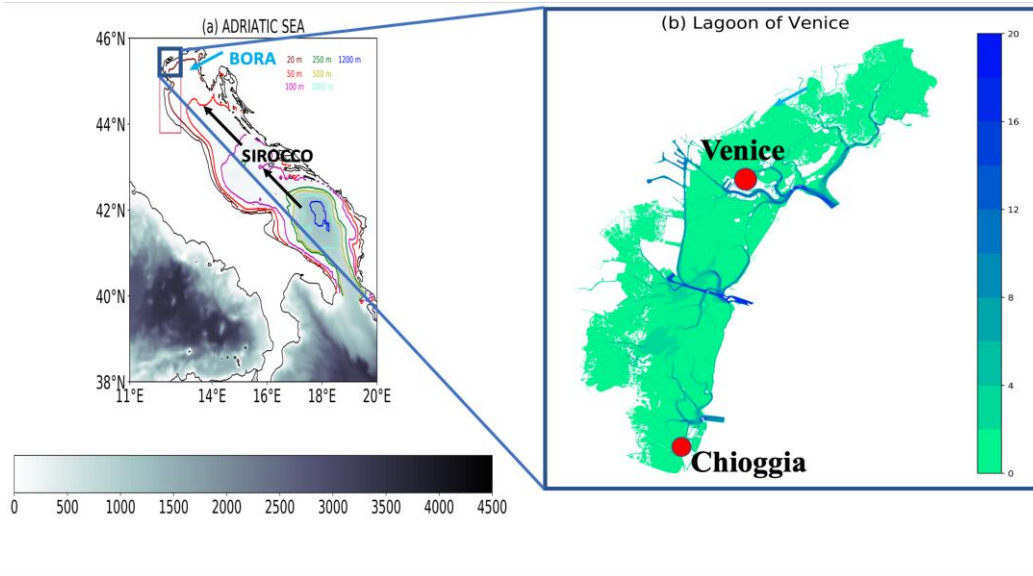 (a) ADRIATIC SEA
46°N
44°N
42°N
40°N
38°N
11°E 14°E 16°E 18°E 20°E
BORA
20 m 250 m 1200 m
50 m 500 m
100 m 1000 m
SIROCCO
0 500 1000 1500 2000 2500 3000 3500 4000 4500
(b) Lagoon of Venice
Venice
Chioggia
20
16
12
8
4
0